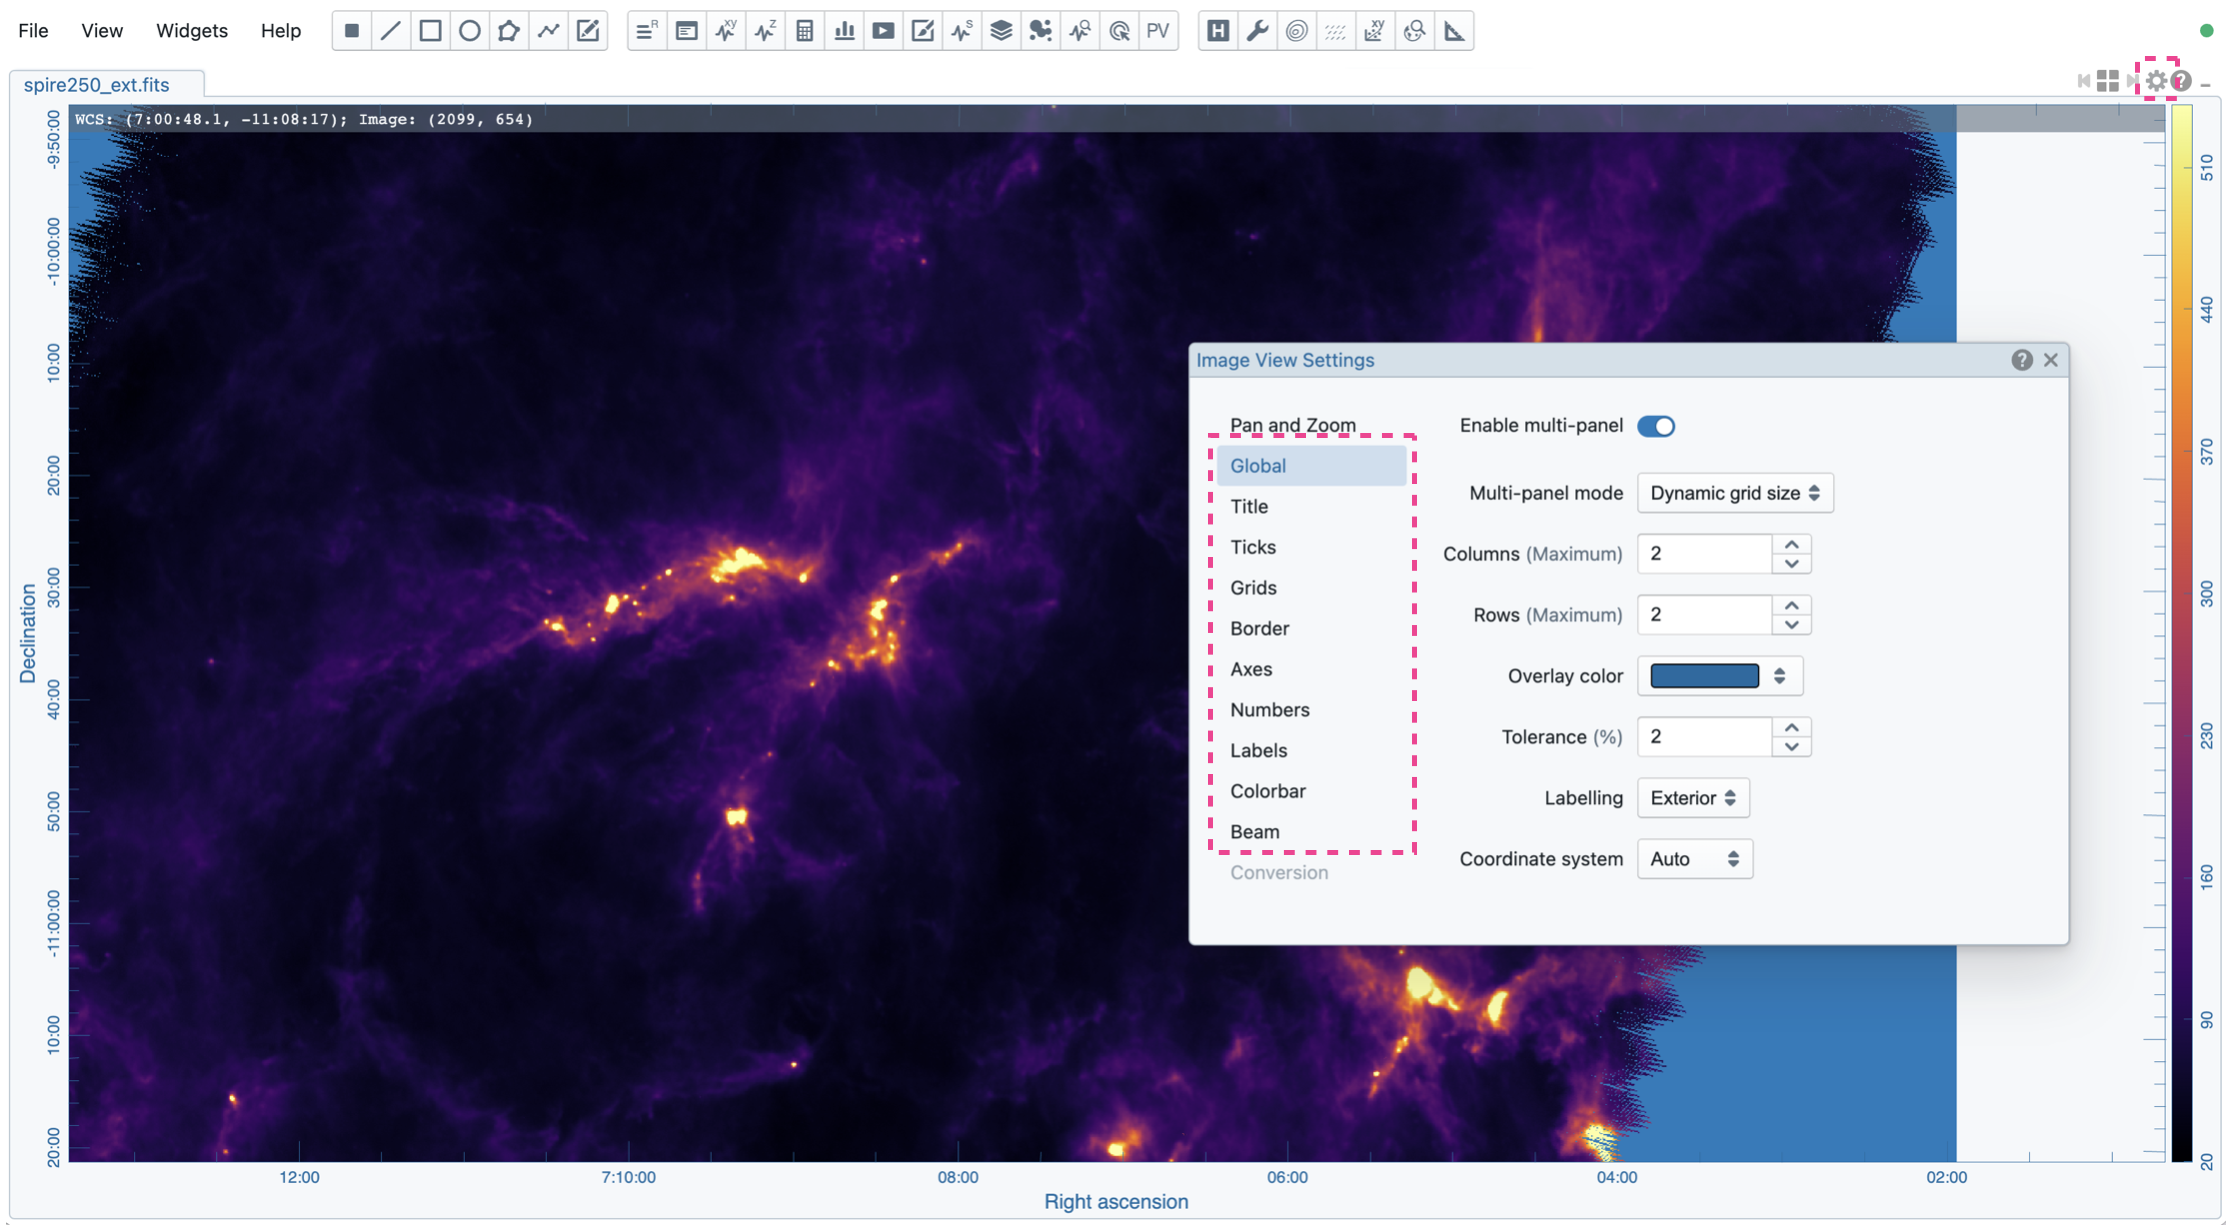 File View Widgets Help
R XY Z S PV H xy
spire250_ext.fits
WCS: (7:00:48.1, -11:08:17); Image: (2099, 654)
Image View Settings
Pan and Zoom
Global
Title
Ticks
Grids
Border
Axes
Numbers
Labels
Colorbar
Beam
Conversion
Enable multi-panel
Multi-panel mode Dynamic grid size
Columns (Maximum) 2
Rows (Maximum) 2
Overlay color
Tolerance (%) 2
Labelling Exterior
Coordinate system Auto
Declination
-9:50:00
-10:00:00
10:00
20:00
30:00
40:00
50:00
-11:00:00
10:00
20:00
12:00 7:10:00 08:00 06:00 04:00 02:00
Right ascension
510
440
370
300
230
160
90
20